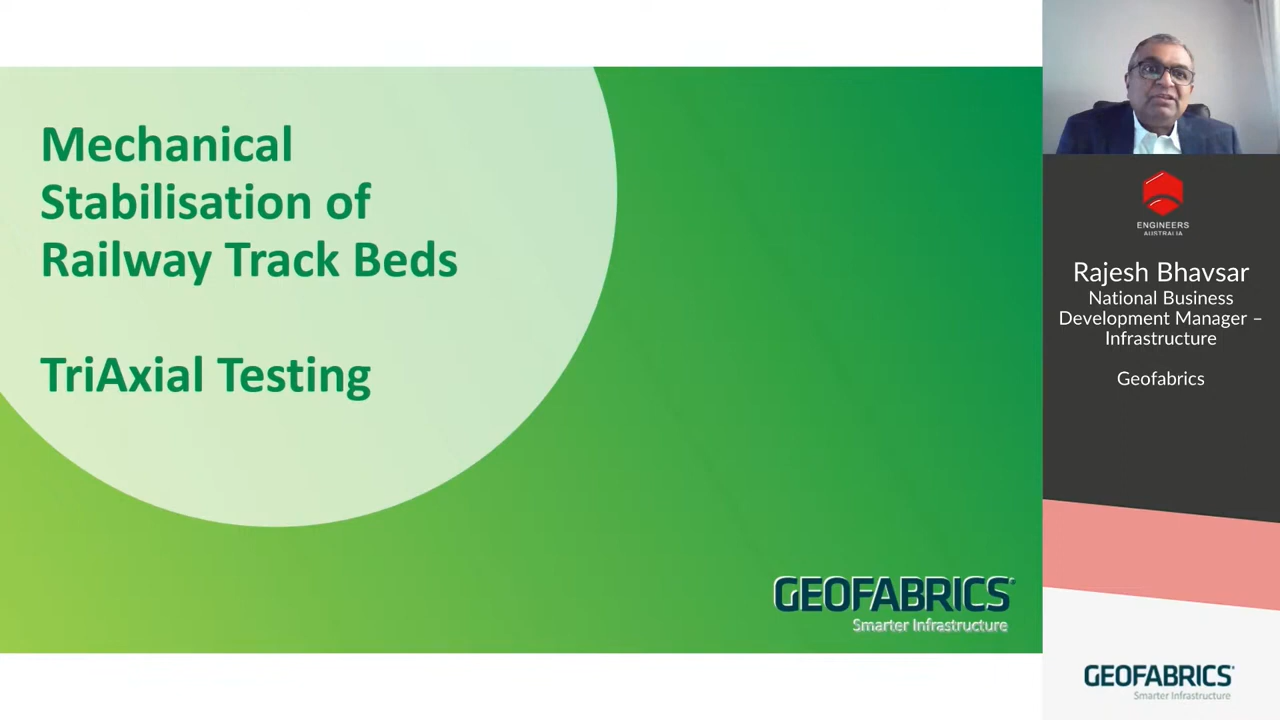 Mechanical
Stabilisation of
Railway Track Beds
TriAxial Testing
GEOFABRICS
Smarter Infrastructure
ENGINEERS
AUSTRALIA
Rajesh Bhavsar
National Business
Development Manager –
Infrastructure
Geofabrics
GEOFABRICS
Smarter Infrastructure